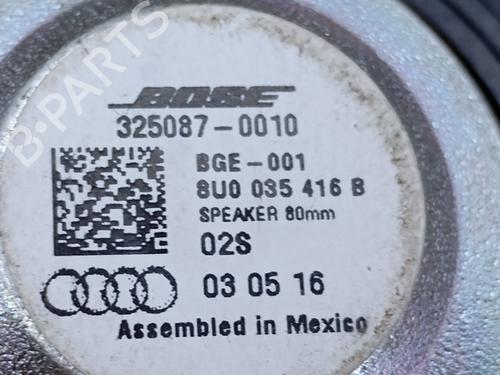 BOSE
325087-0010
BGE-001
8U0 035 416 B
SPEAKER 80mm
02S
03 05 16
Assembled in Mexico
B-PARTS